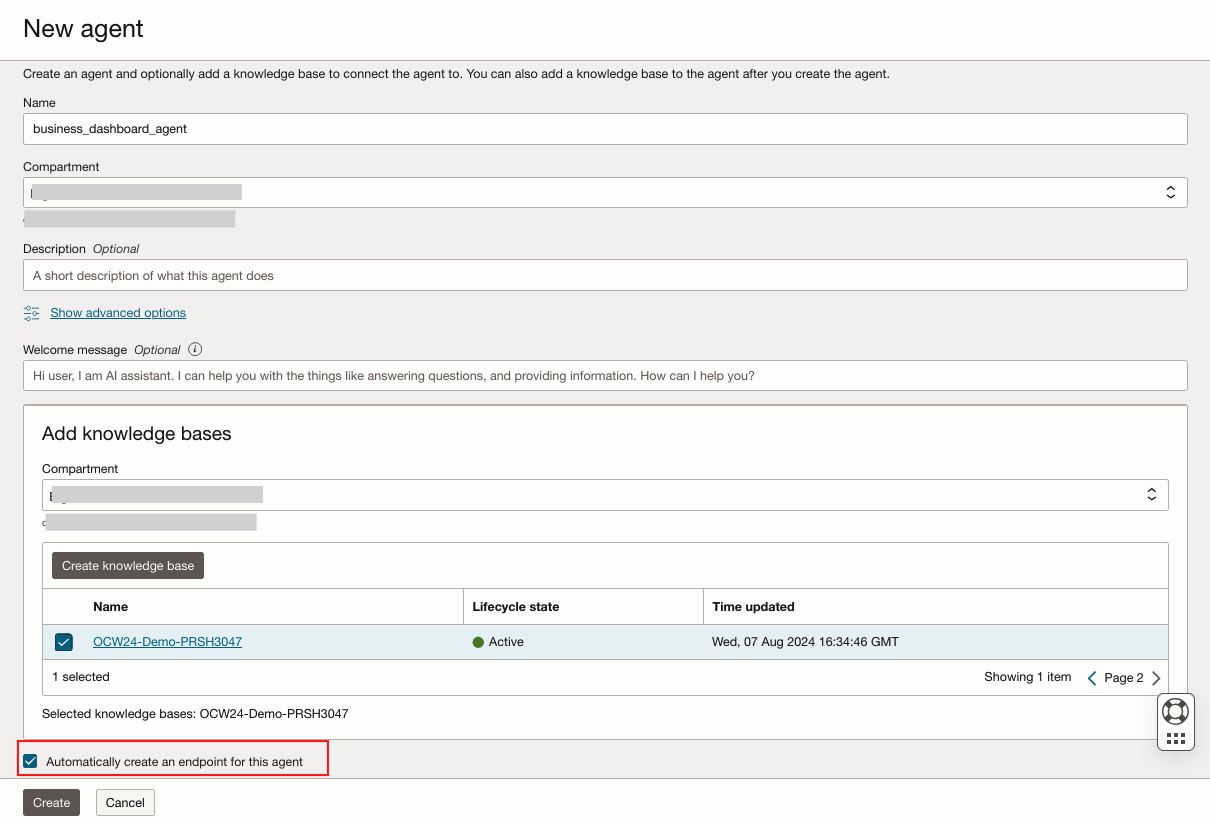 New agent
Create an agent and optionally add a knowledge base to connect the agent to. You can also add a knowledge base to the agent after you create the agent.
Name
business_dashboard_agent
Compartment
Description Optional
A short description of what this agent does
Show advanced options
Welcome message Optional
Hi user, I am AI assistant. I can help you with the things like answering questions, and providing information. How can I help you?
Add knowledge bases
Compartment
Create knowledge base
Name Lifecycle state Time updated
OCW24-Demo-PRSH3047 Active Wed, 07 Aug 2024 16:34:46 GMT
1 selected Showing 1 item Page 2
Selected knowledge bases: OCW24-Demo-PRSH3047
Automatically create an endpoint for this agent
Create Cancel